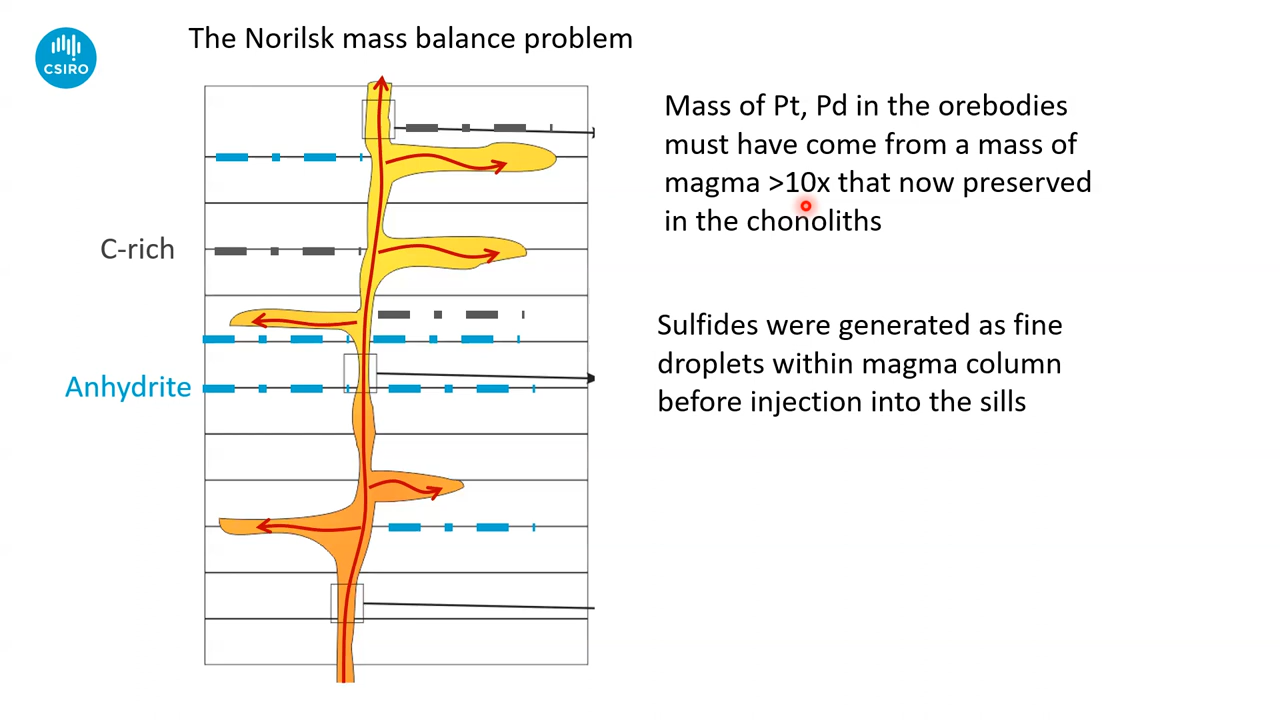 The Norilsk mass balance problem
CSIRO
Mass of Pt, Pd in the orebodies
must have come from a mass of
magma >10x that now preserved
in the chonoliths
C-rich
Sulfides were generated as fine
droplets within magma column
before injection into the sills
Anhydrite